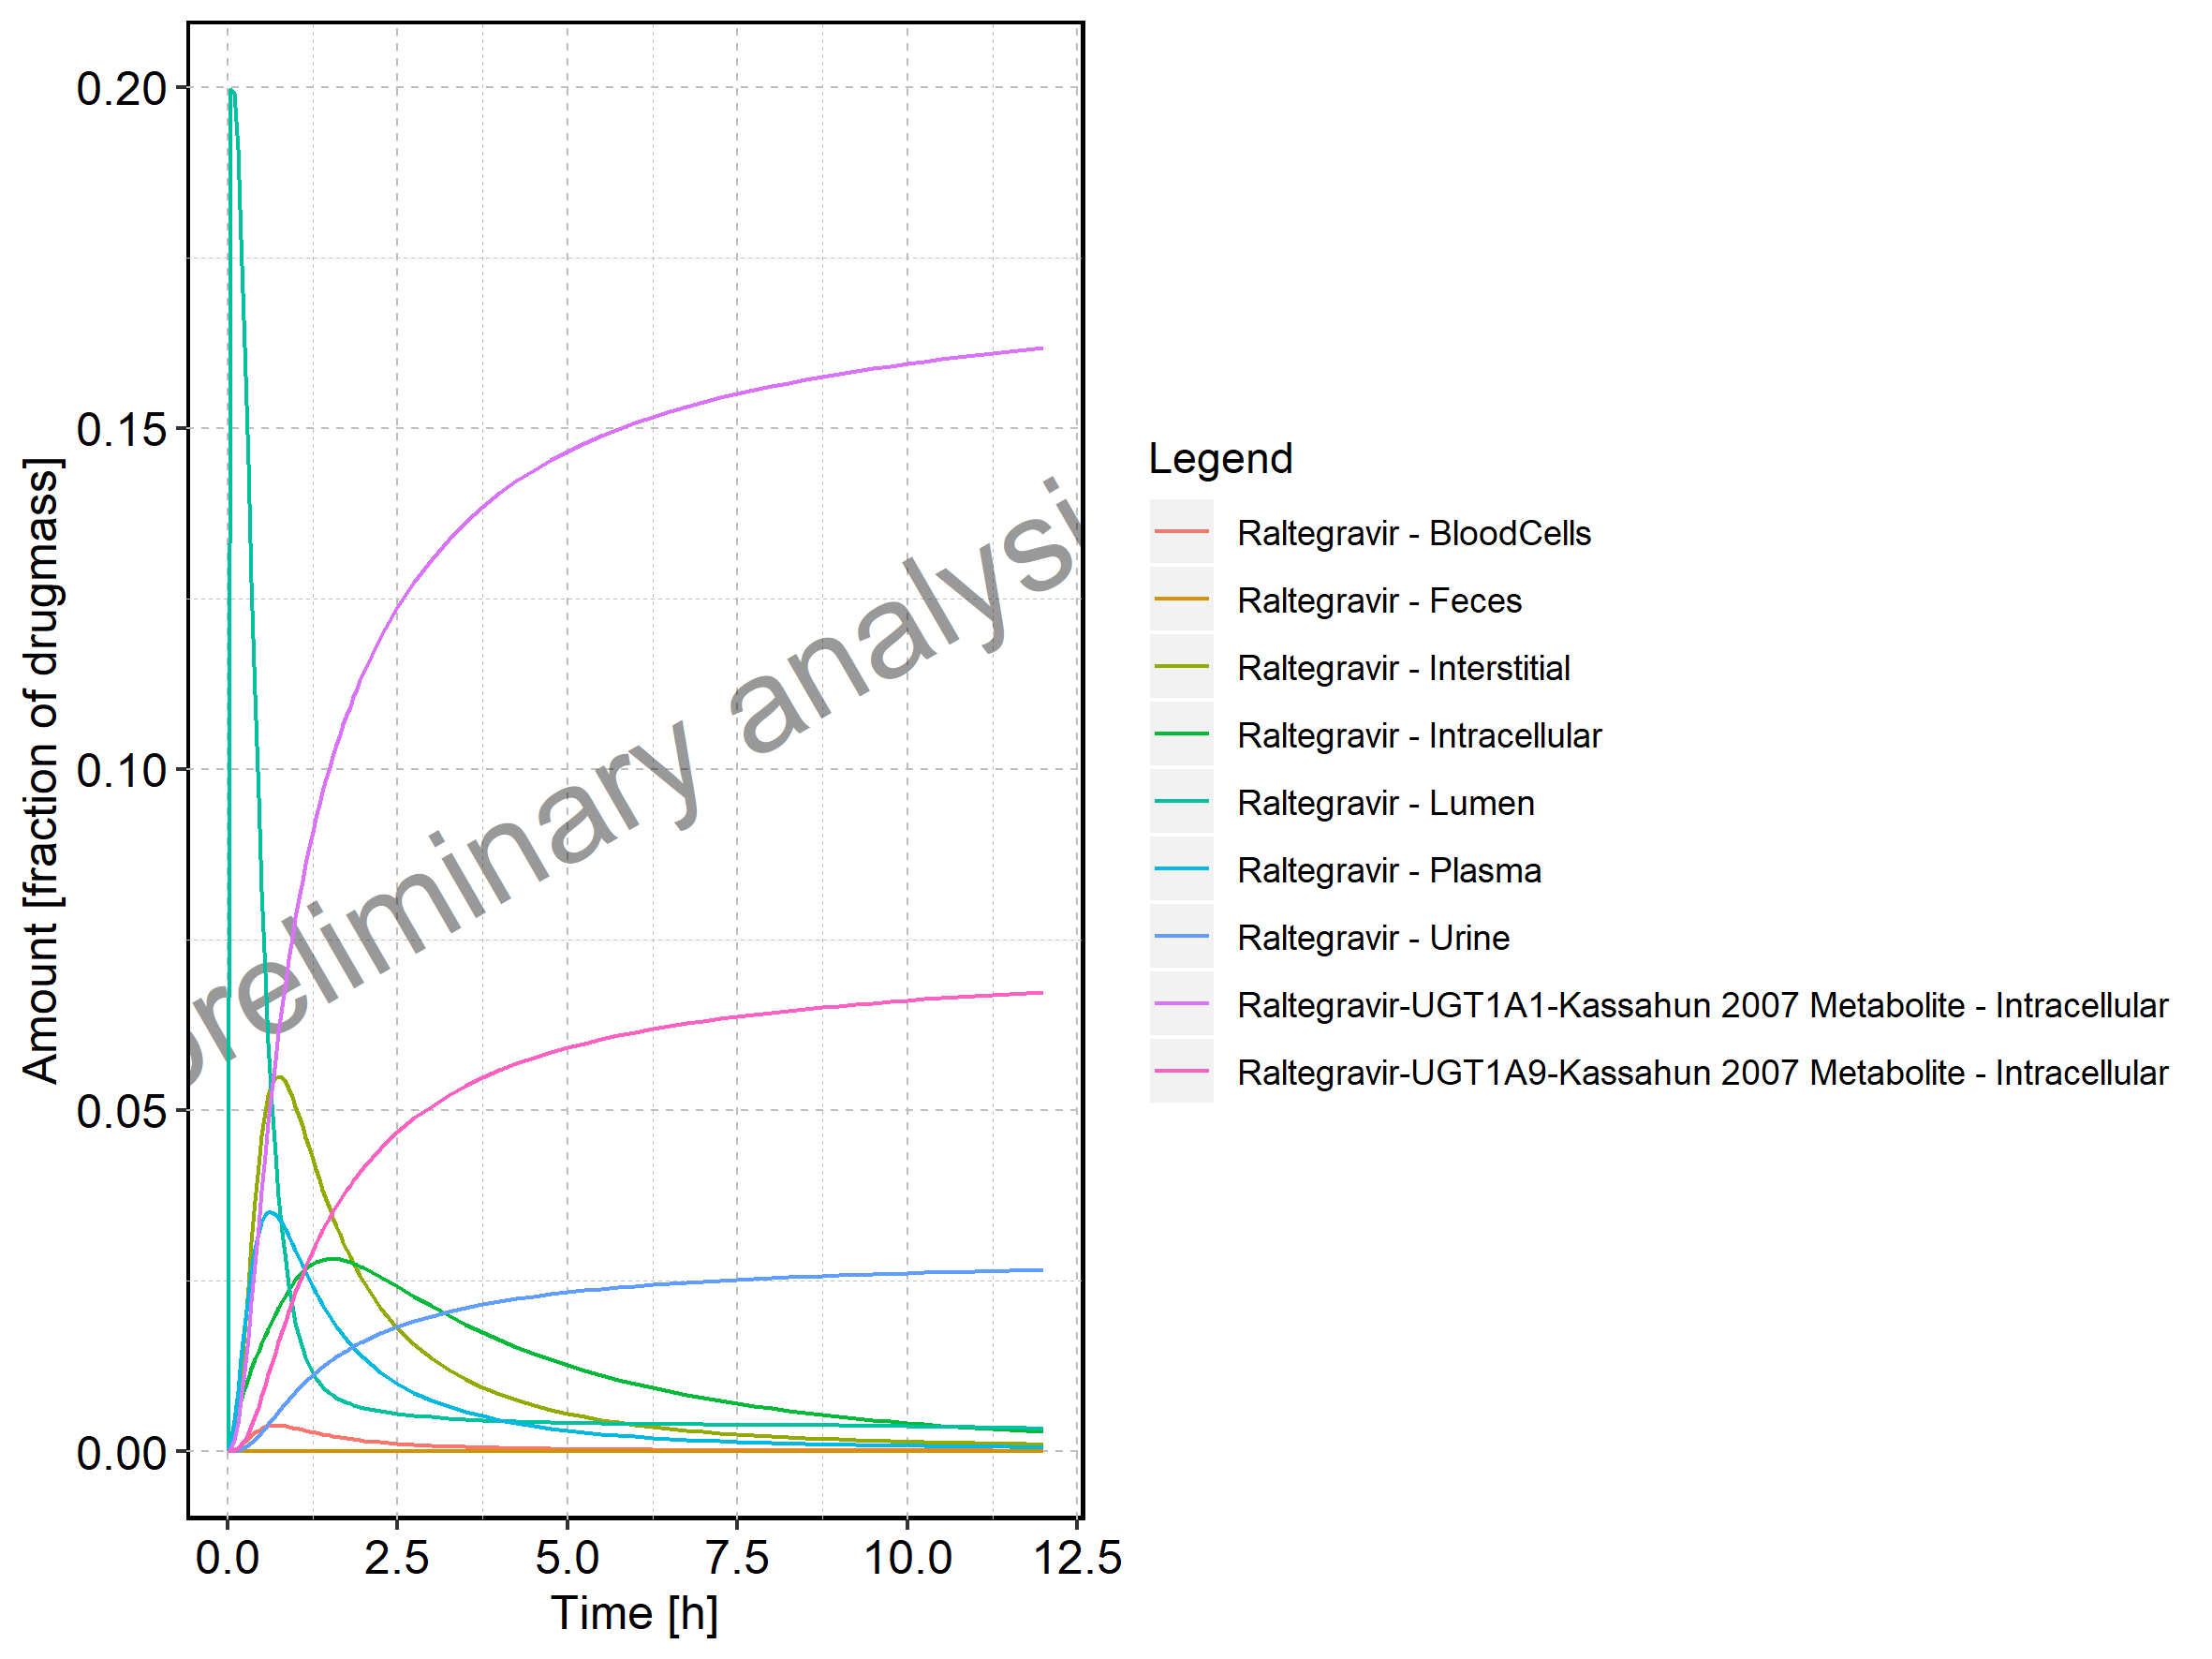 0.20
0.15
0.10
0.05
0.00
Amount [fraction of drugmass]
0.0 2.5 5.0 7.5 10.0 12.5
Time [h]
preliminary analysi
Legend
Raltegravir - BloodCells
Raltegravir - Feces
Raltegravir - Interstitial
Raltegravir - Intracellular
Raltegravir - Lumen
Raltegravir - Plasma
Raltegravir - Urine
Raltegravir-UGT1A1-Kassahun 2007 Metabolite - Intracellular
Raltegravir-UGT1A9-Kassahun 2007 Metabolite - Intracellular